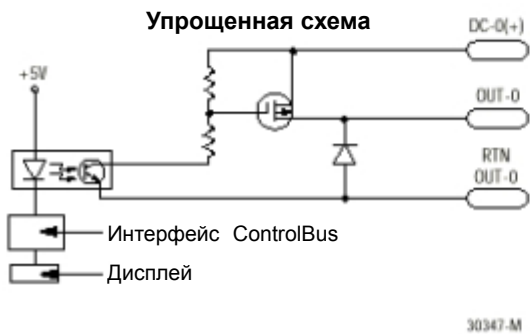 Упрощенная схема
DC-0(+)
+5V
OUT-0
RTN
OUT-0
Интерфейс ControlBus
Дисплей
30347-M